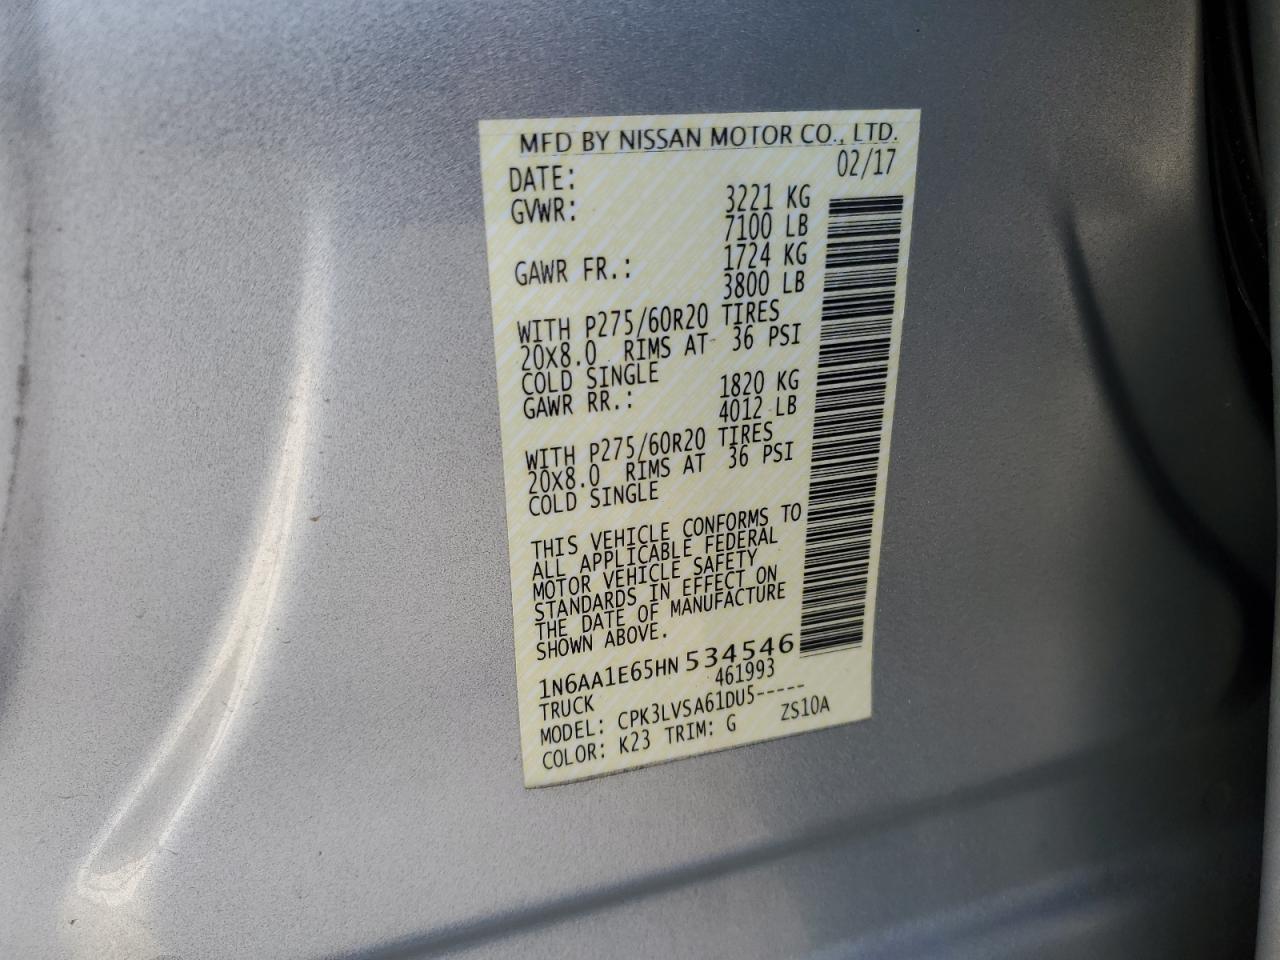 MFD BY NISSAN MOTOR CO., LTD.
DATE: 02/17
GVWR: 3221 KG
7100 LB
GAWR FR.: 1724 KG
3800 LB
WITH P275/60R20 TIRES
20X8.0 RIMS AT 36 PSI
COLD SINGLE
GAWR RR.: 1820 KG
4012 LB
WITH P275/60R20 TIRES
20X8.0 RIMS AT 36 PSI
COLD SINGLE
THIS VEHICLE CONFORMS TO
ALL APPLICABLE FEDERAL
MOTOR VEHICLE SAFETY
STANDARDS IN EFFECT ON
THE DATE OF MANUFACTURE
SHOWN ABOVE.
1N6AA1E65HN534546
TRUCK 461993
MODEL: CPK3LVSA61DU5-----
COLOR: K23 TRIM: G ZS10A